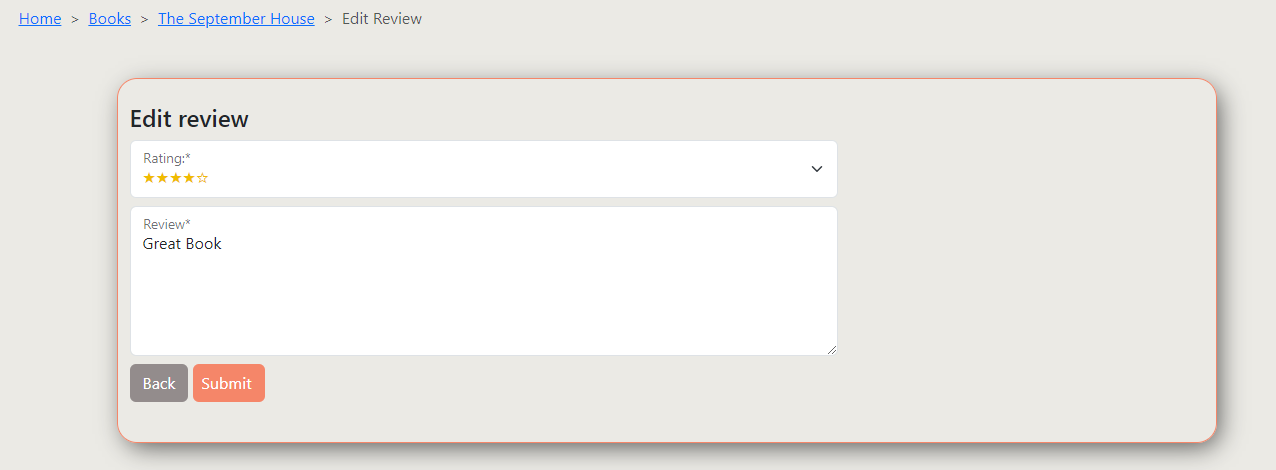 Home > Books > The September House > Edit Review
Edit review
Rating:*
★★★★☆
Review*
Great Book
Back Submit